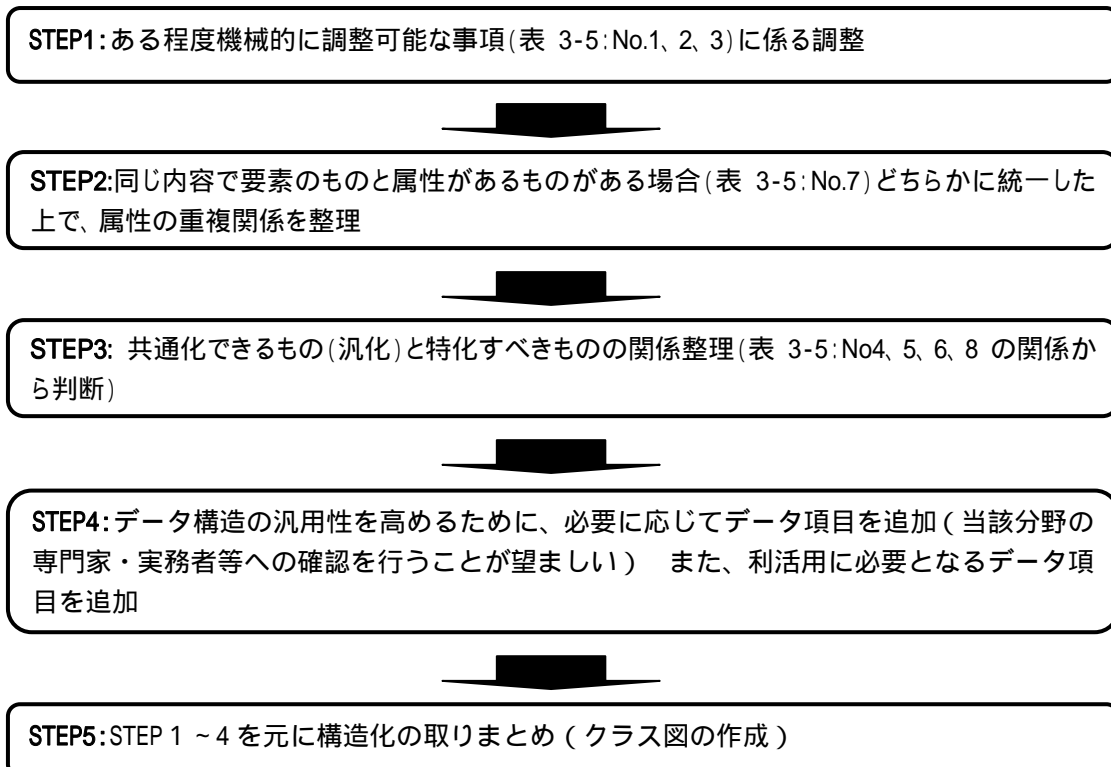 STEP1:ある程度機械的に調整可能な事項(表 3-5:No.1、2、3)に係る調整
STEP2:同じ内容で要素のものと属性があるものがある場合(表 3-5:No.7)どちらかに統一した
上で、属性の重複関係を整理
STEP3: 共通化できるもの(汎化)と特化すべきものの関係整理(表 3-5:No4、5、6、8 の関係か
ら判断)
STEP4:データ構造の汎用性を高めるために、必要に応じてデータ項目を追加(当該分野の
専門家・実務者等への確認を行うことが望ましい) また、利活用に必要となるデータ項
目を追加
STEP5:STEP 1 ~4 を元に構造化の取りまとめ(クラス図の作成)